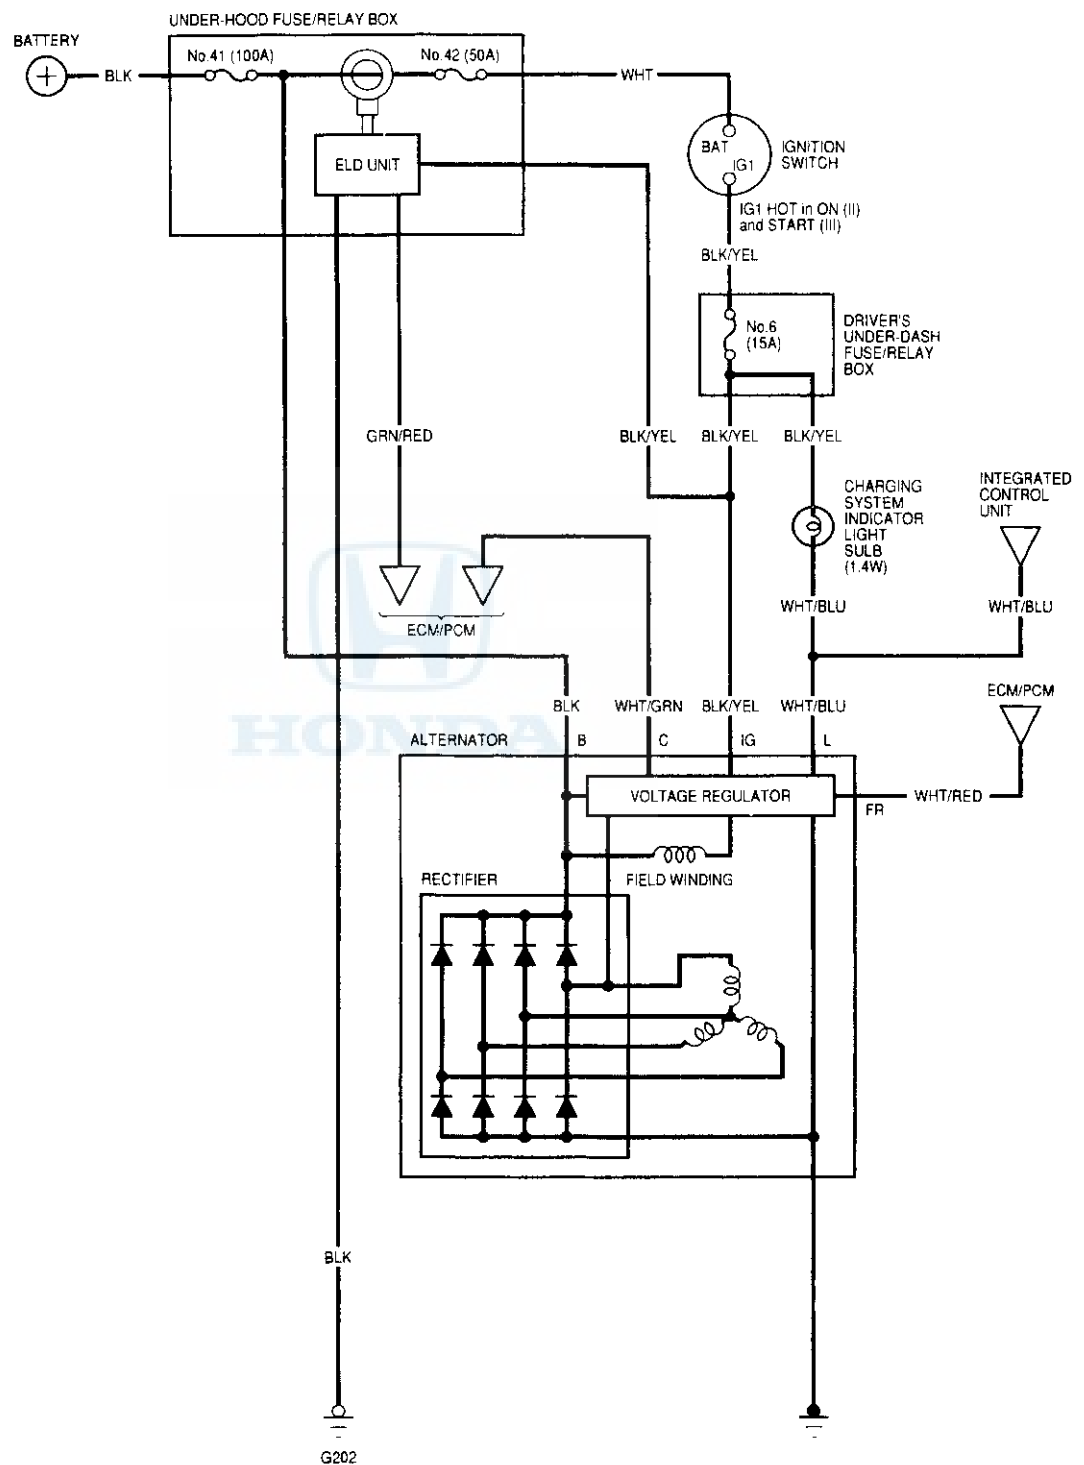 UNDER-HOOD FUSE/RELAY BOX
BATTERY
No.41 (100A)
No.42 (50A)
BLK
WHT
BAT
IG1
IGNITION
SWITCH
ELD UNIT
IG1 HOT in ON (II)
and START (III)
BLK/YEL
No.6
(15A)
DRIVER'S
UNDER-DASH
FUSE/RELAY
BOX
GRN/RED
BLK/YEL
BLK/YEL
BLK/YEL
CHARGING
SYSTEM
INDICATOR
LIGHT
SULB
(1.4W)
INTEGRATED
CONTROL
UNIT
WHT/BLU
WHT/BLU
ECM/PCM
ECM/PCM
BLK
WHT/GRN
BLK/YEL
WHT/BLU
HONDA
ALTERNATOR
B
C
IG
L
VOLTAGE REGULATOR
WHT/RED
FR
RECTIFIER
FIELD WINDING
BLK
G202